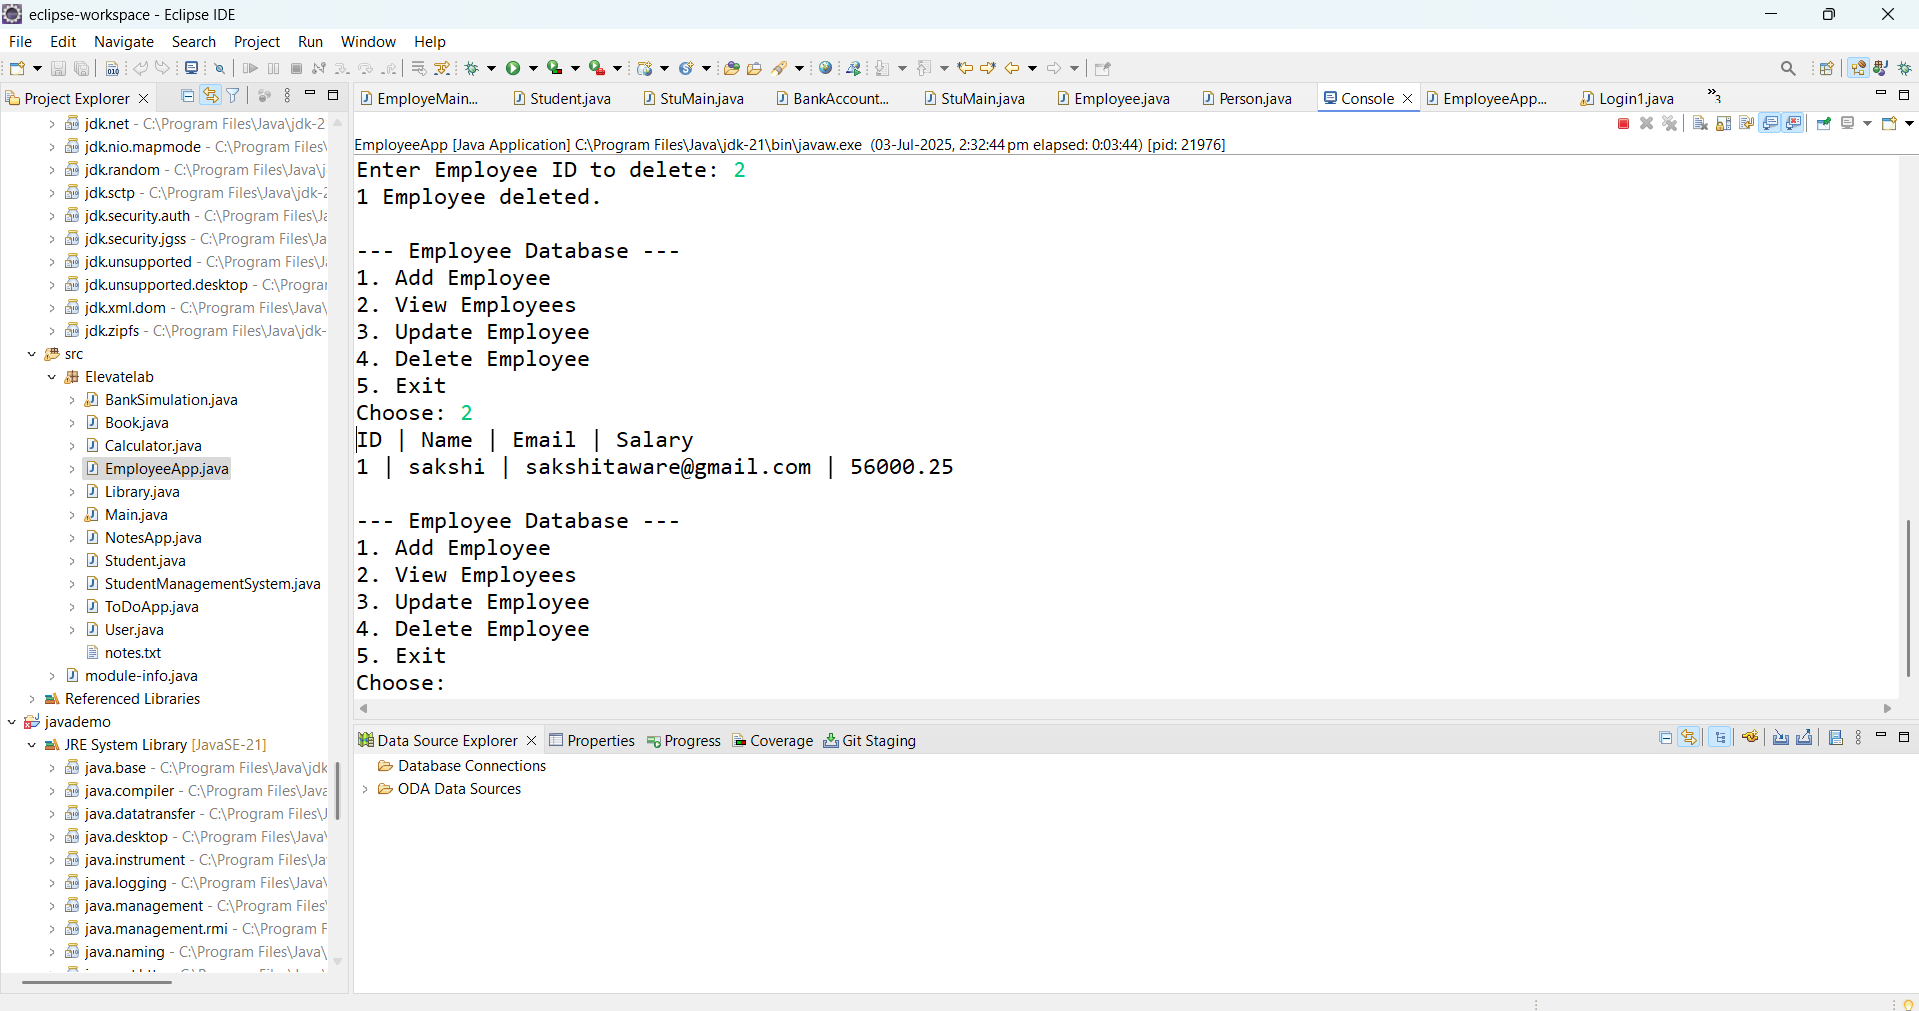 eclipse-workspace - Eclipse IDE
File Edit Navigate Search Project Run Window Help
Project Explorer
EmployeMain... Student.java StuMain.java BankAccount... StuMain.java Employee.java Person.java Console EmployeeApp... Login1.java »3
jdk.net - C:\Program Files\Java\jdk-2
jdk.nio.mapmode - C:\Program Files\
jdk.random - C:\Program Files\Java\j
jdk.sctp - C:\Program Files\Java\jdk-2
jdk.security.auth - C:\Program Files\Ja
jdk.security.jgss - C:\Program Files\Ja
jdk.unsupported - C:\Program Files\J
jdk.unsupported.desktop - C:\Progra
jdk.xml.dom - C:\Program Files\Java\
jdk.zipfs - C:\Program Files\Java\jdk-
src
Elevatelab
BankSimulation.java
Book.java
Calculator.java
EmployeeApp.java
Library.java
Main.java
NotesApp.java
Student.java
StudentManagementSystem.java
ToDoApp.java
User.java
notes.txt
module-info.java
Referenced Libraries
javademo
JRE System Library [JavaSE-21]
java.base - C:\Program Files\Java\jdk
java.compiler - C:\Program Files\Java
java.datatransfer - C:\Program Files\J
java.desktop - C:\Program Files\Java\
java.instrument - C:\Program Files\Ja
java.logging - C:\Program Files\Java\
java.management - C:\Program Files\
java.management.rmi - C:\Program F
java.naming - C:\Program Files\Java\
EmployeeApp [Java Application] C:\Program Files\Java\jdk-21\bin\javaw.exe (03-Jul-2025, 2:32:44 pm elapsed: 0:03:44) [pid: 21976]
Enter Employee ID to delete: 2
1 Employee deleted.
--- Employee Database ---
1. Add Employee
2. View Employees
3. Update Employee
4. Delete Employee
5. Exit
Choose: 2
ID | Name | Email | Salary
1 | sakshi | sakshitaware@gmail.com | 56000.25
--- Employee Database ---
1. Add Employee
2. View Employees
3. Update Employee
4. Delete Employee
5. Exit
Choose:
Data Source Explorer Properties Progress Coverage Git Staging
Database Connections
ODA Data Sources